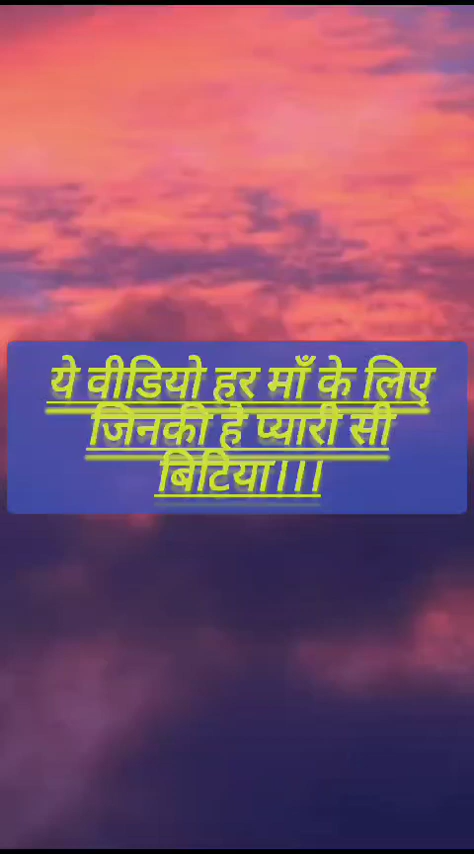 ये वीडियो हर माँ के लिए
जिनकी है प्यारी सी
बिटिया।।।